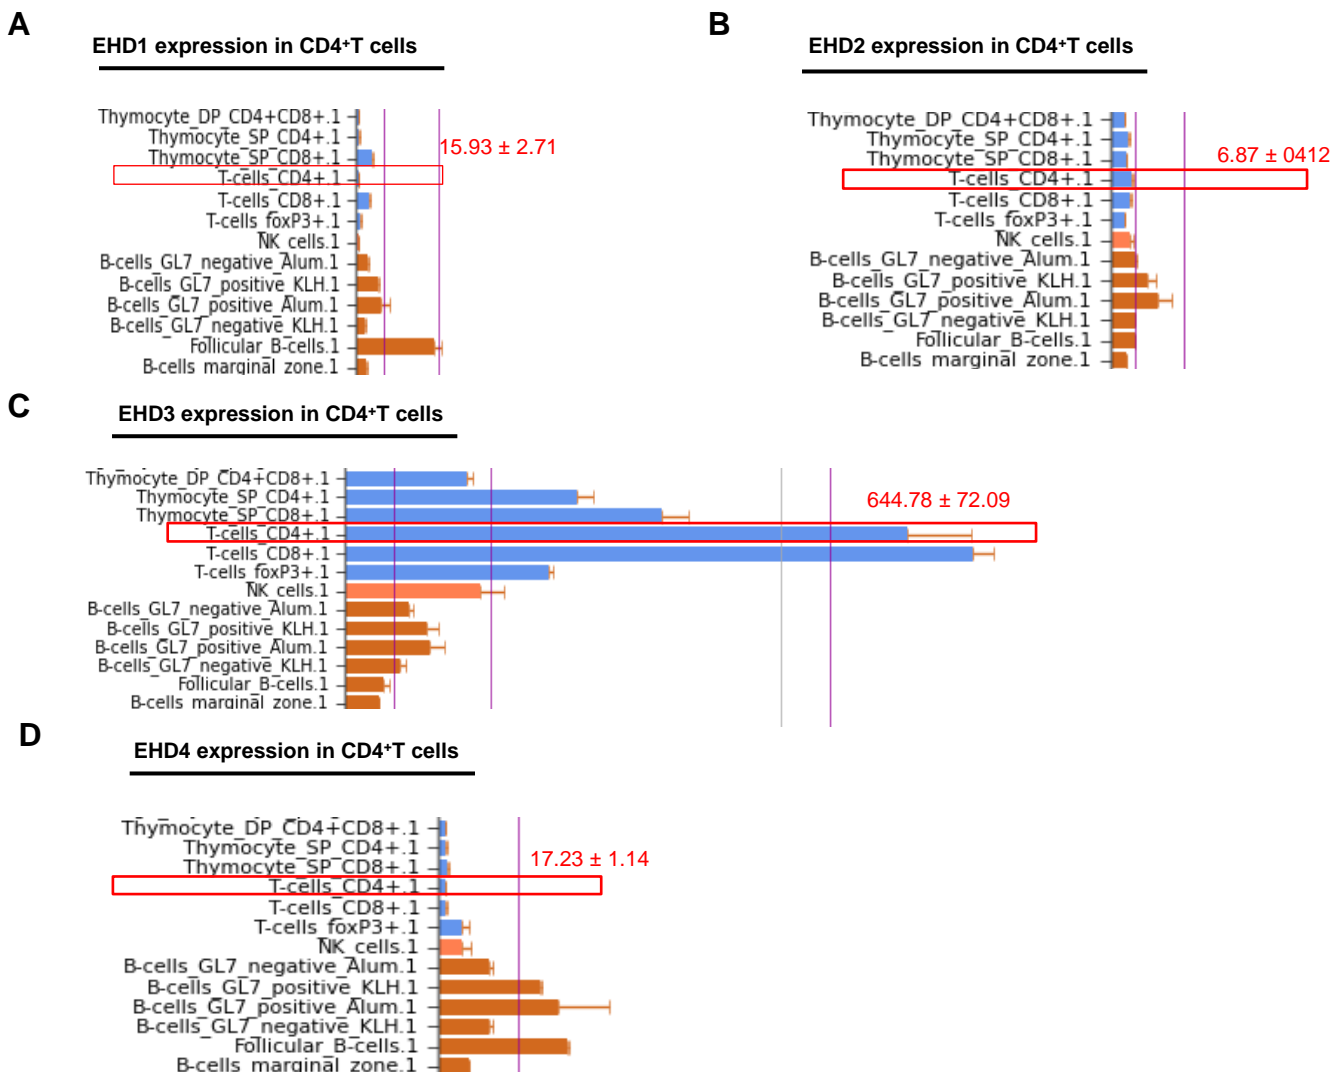 A
EHD1 expression in CD4⁺T cells
Thymocyte_DP_CD4+CD8+.1
Thymocyte_SP_CD4+.1
Thymocyte_SP_CD8+.1
T-cells_CD4+.1
T-cells_CD8+.1
T-cells_foxP3+.1
NK_cells.1
B-cells_GL7_negative_Alum.1
B-cells_GL7_positive_KLH.1
B-cells_GL7_positive_Alum.1
B-cells_GL7_negative_KLH.1
Follicular_B-cells.1
B-cells_marginal_zone.1
15.93 ± 2.71
B
EHD2 expression in CD4⁺T cells
Thymocyte_DP_CD4+CD8+.1
Thymocyte_SP_CD4+.1
Thymocyte_SP_CD8+.1
T-cells_CD4+.1
T-cells_CD8+.1
T-cells_foxP3+.1
NK_cells.1
B-cells_GL7_negative_Alum.1
B-cells_GL7_positive_KLH.1
B-cells_GL7_positive_Alum.1
B-cells_GL7_negative_KLH.1
Follicular_B-cells.1
B-cells_marginal_zone.1
6.87 ± 0412
C
EHD3 expression in CD4⁺T cells
Thymocyte_DP_CD4+CD8+.1
Thymocyte_SP_CD4+.1
Thymocyte_SP_CD8+.1
T-cells_CD4+.1
T-cells_CD8+.1
T-cells_foxP3+.1
NK_cells.1
B-cells_GL7_negative_Alum.1
B-cells_GL7_positive_KLH.1
B-cells_GL7_positive_Alum.1
B-cells_GL7_negative_KLH.1
Follicular_B-cells.1
B-cells_marginal_zone.1
644.78 ± 72.09
D
EHD4 expression in CD4⁺T cells
Thymocyte_DP_CD4+CD8+.1
Thymocyte_SP_CD4+.1
Thymocyte_SP_CD8+.1
T-cells_CD4+.1
T-cells_CD8+.1
T-cells_foxP3+.1
NK_cells.1
B-cells_GL7_negative_Alum.1
B-cells_GL7_positive_KLH.1
B-cells_GL7_positive_Alum.1
B-cells_GL7_negative_KLH.1
Follicular_B-cells.1
B-cells_marginal_zone.1
17.23 ± 1.14